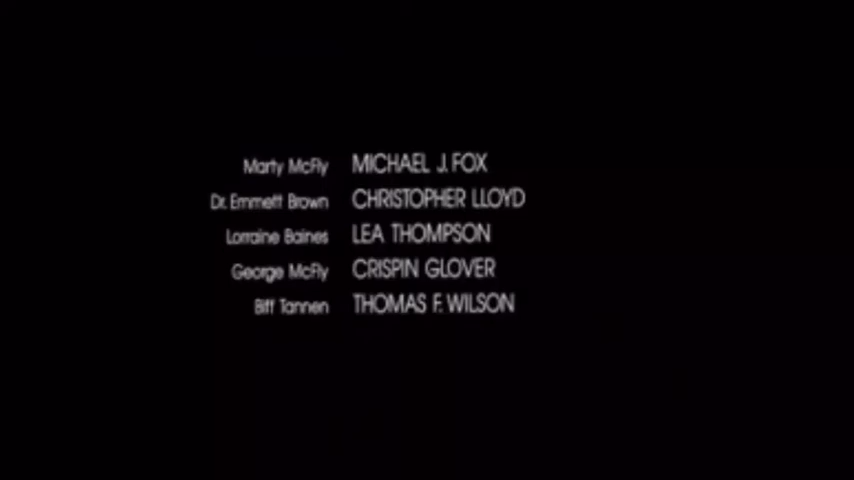 Marty McFly MICHAEL J. FOX
Dr. Emmett Brown CHRISTOPHER LLOYD
Lorraine Baines LEA THOMPSON
George McFly CRISPIN GLOVER
Biff Tannen THOMAS F. WILSON